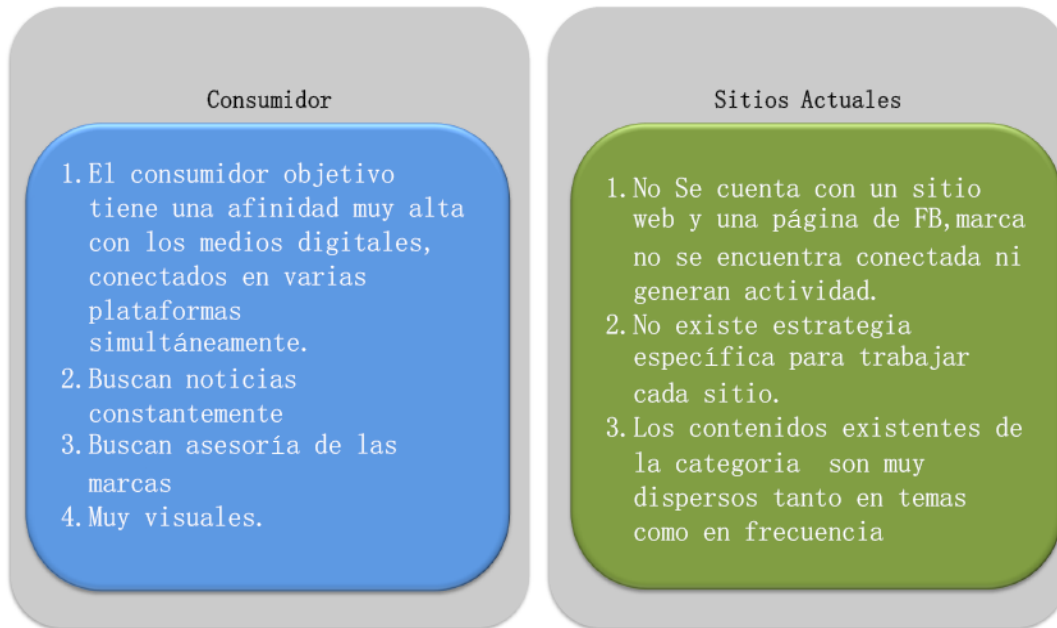 Consumidor
1. El consumidor objetivo
tiene una afinidad muy alta
con los medios digitales,
conectados en varias
plataformas
simultáneamente.
2. Buscan noticias
constantemente
3. Buscan asesoría de las
marcas
4. Muy visuales.
Sitios Actuales
1. No Se cuenta con un sitio
web y una página de FB,marca
no se encuentra conectada ni
generan actividad.
2. No existe estrategia
específica para trabajar
cada sitio.
3. Los contenidos existentes de
la categoria son muy
dispersos tanto en temas
como en frecuencia